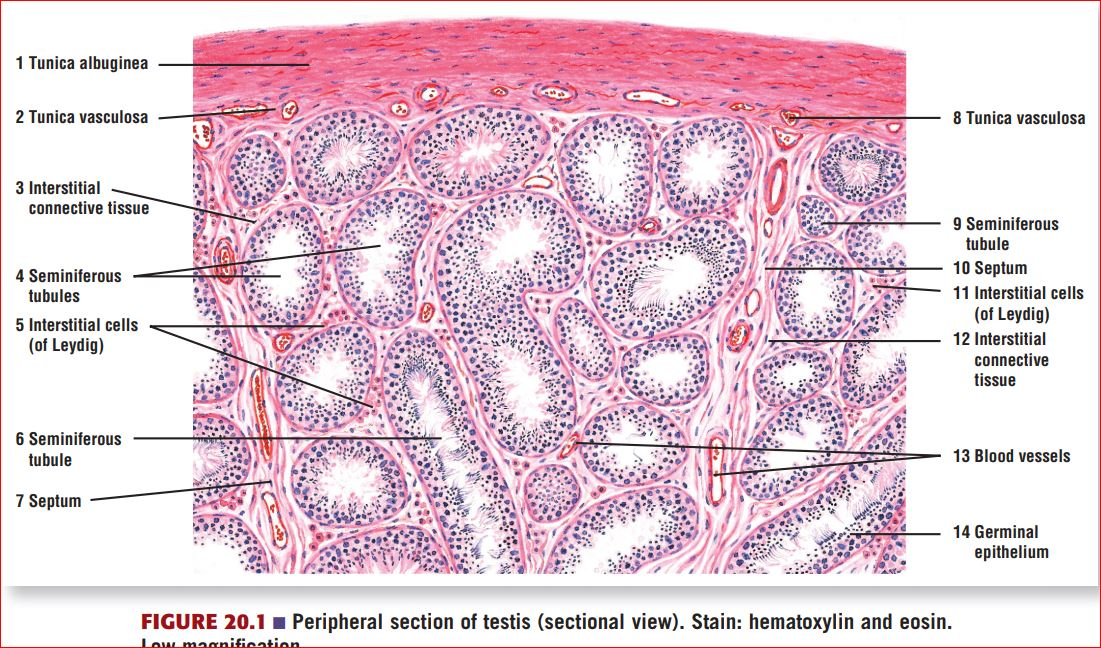 1 Tunica albuginea
2 Tunica vasculosa
3 Interstitial
connective tissue
4 Seminiferous
tubules
5 Interstitial cells
(of Leydig)
6 Seminiferous
tubule
7 Septum
8 Tunica vasculosa
9 Seminiferous
tubule
10 Septum
11 Interstitial cells
(of Leydig)
12 Interstitial
connective
tissue
13 Blood vessels
14 Germinal
epithelium
FIGURE 20.1 ■ Peripheral section of testis (sectional view). Stain: hematoxylin and eosin.
Low magnification